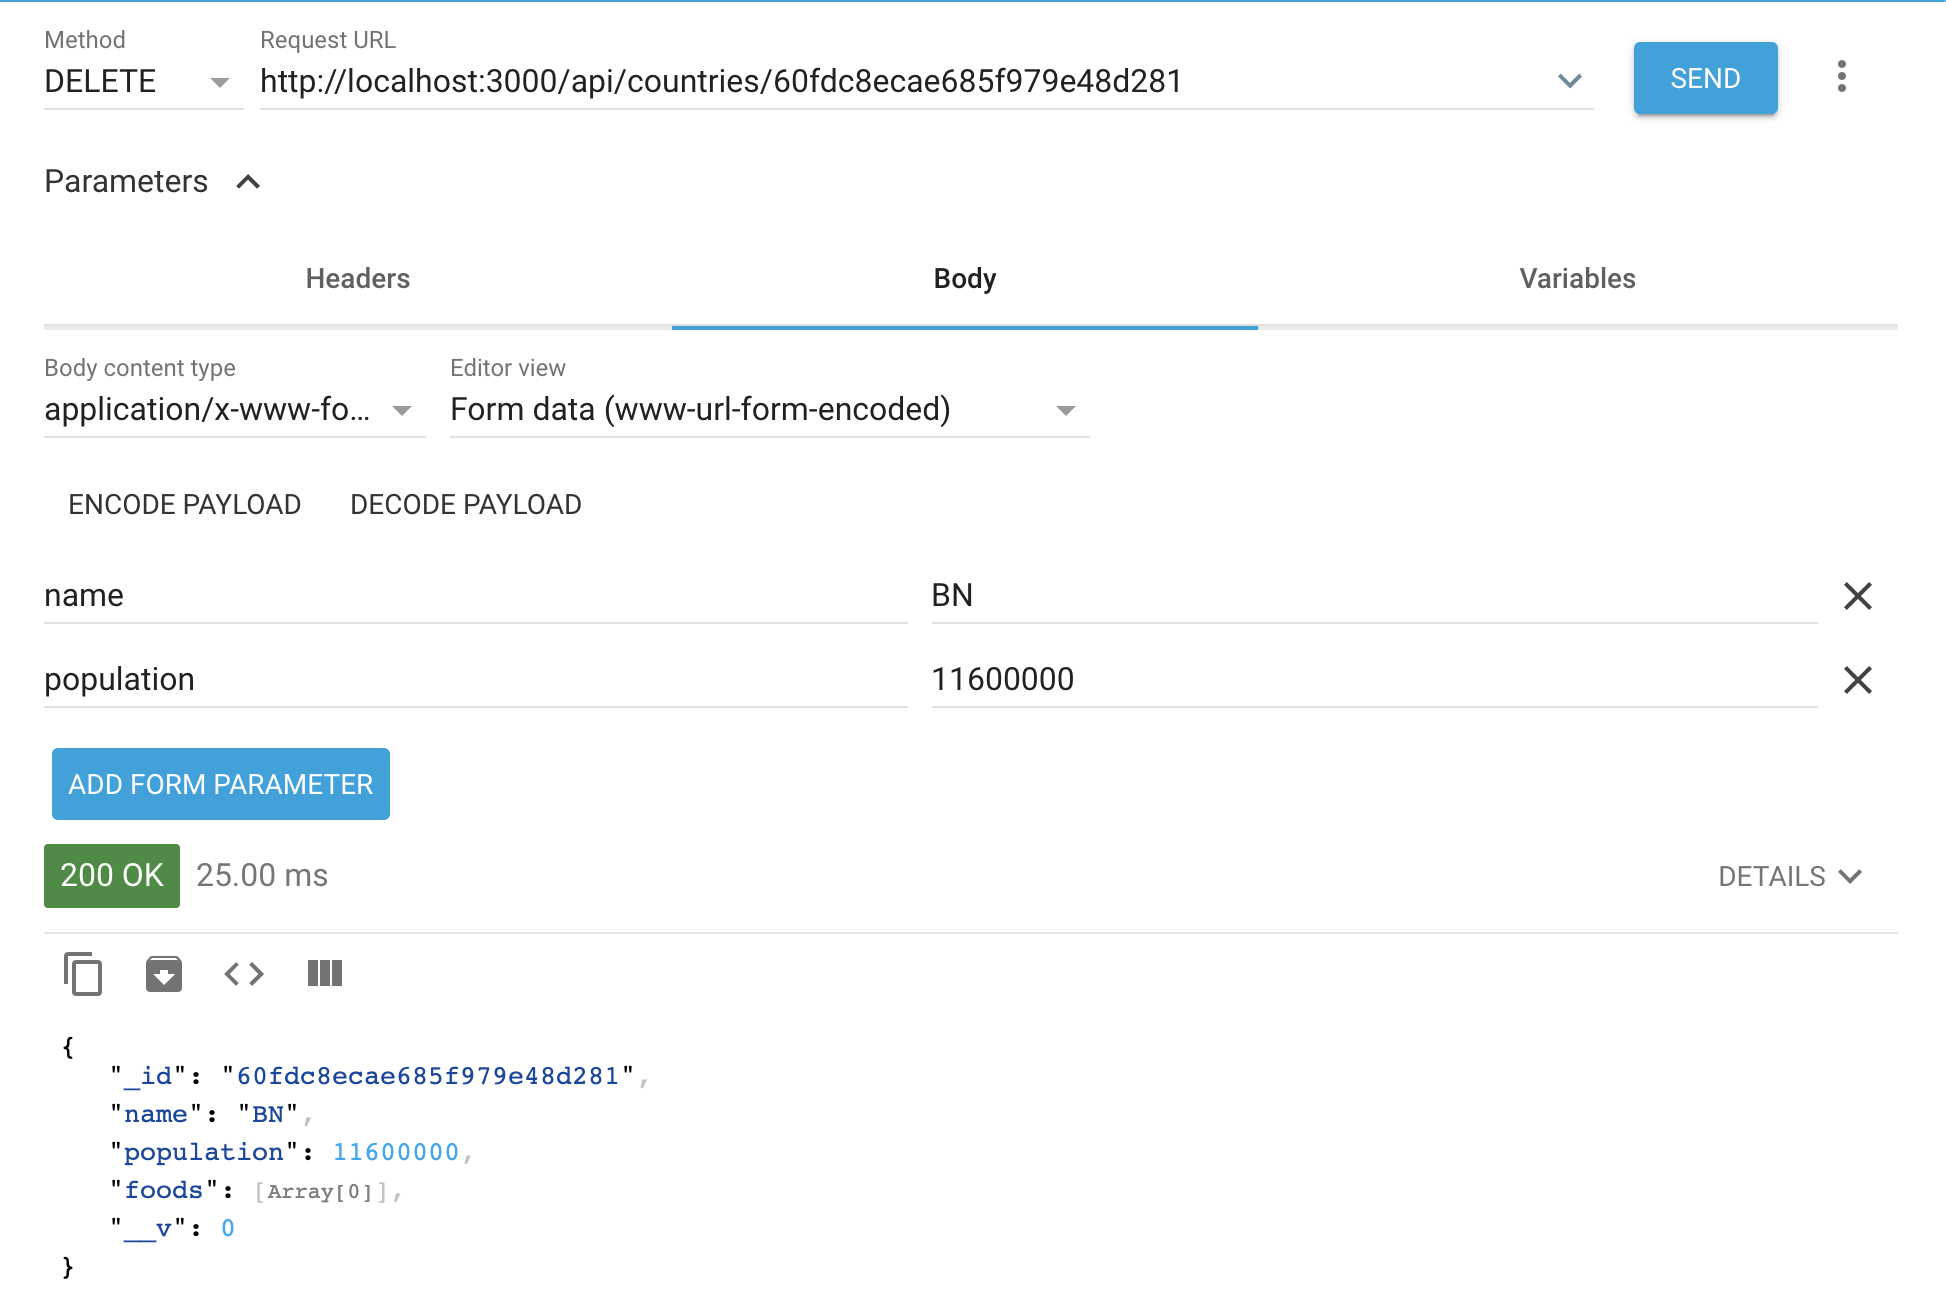 Method
Request URL
DELETE
http://localhost:3000/api/countries/60fdc8ecae685f979e48d281
SEND
Parameters
Headers
Body
Variables
Body content type
Editor view
application/x-www-fo...
Form data (www-url-form-encoded)
ENCODE PAYLOAD
DECODE PAYLOAD
name
BN
population
11600000
ADD FORM PARAMETER
200 OK
25.00 ms
DETAILS
{
"_id": "60fdc8ecae685f979e48d281",
"name": "BN",
"population": 11600000,
"foods": [Array[0]],
"__v": 0
}